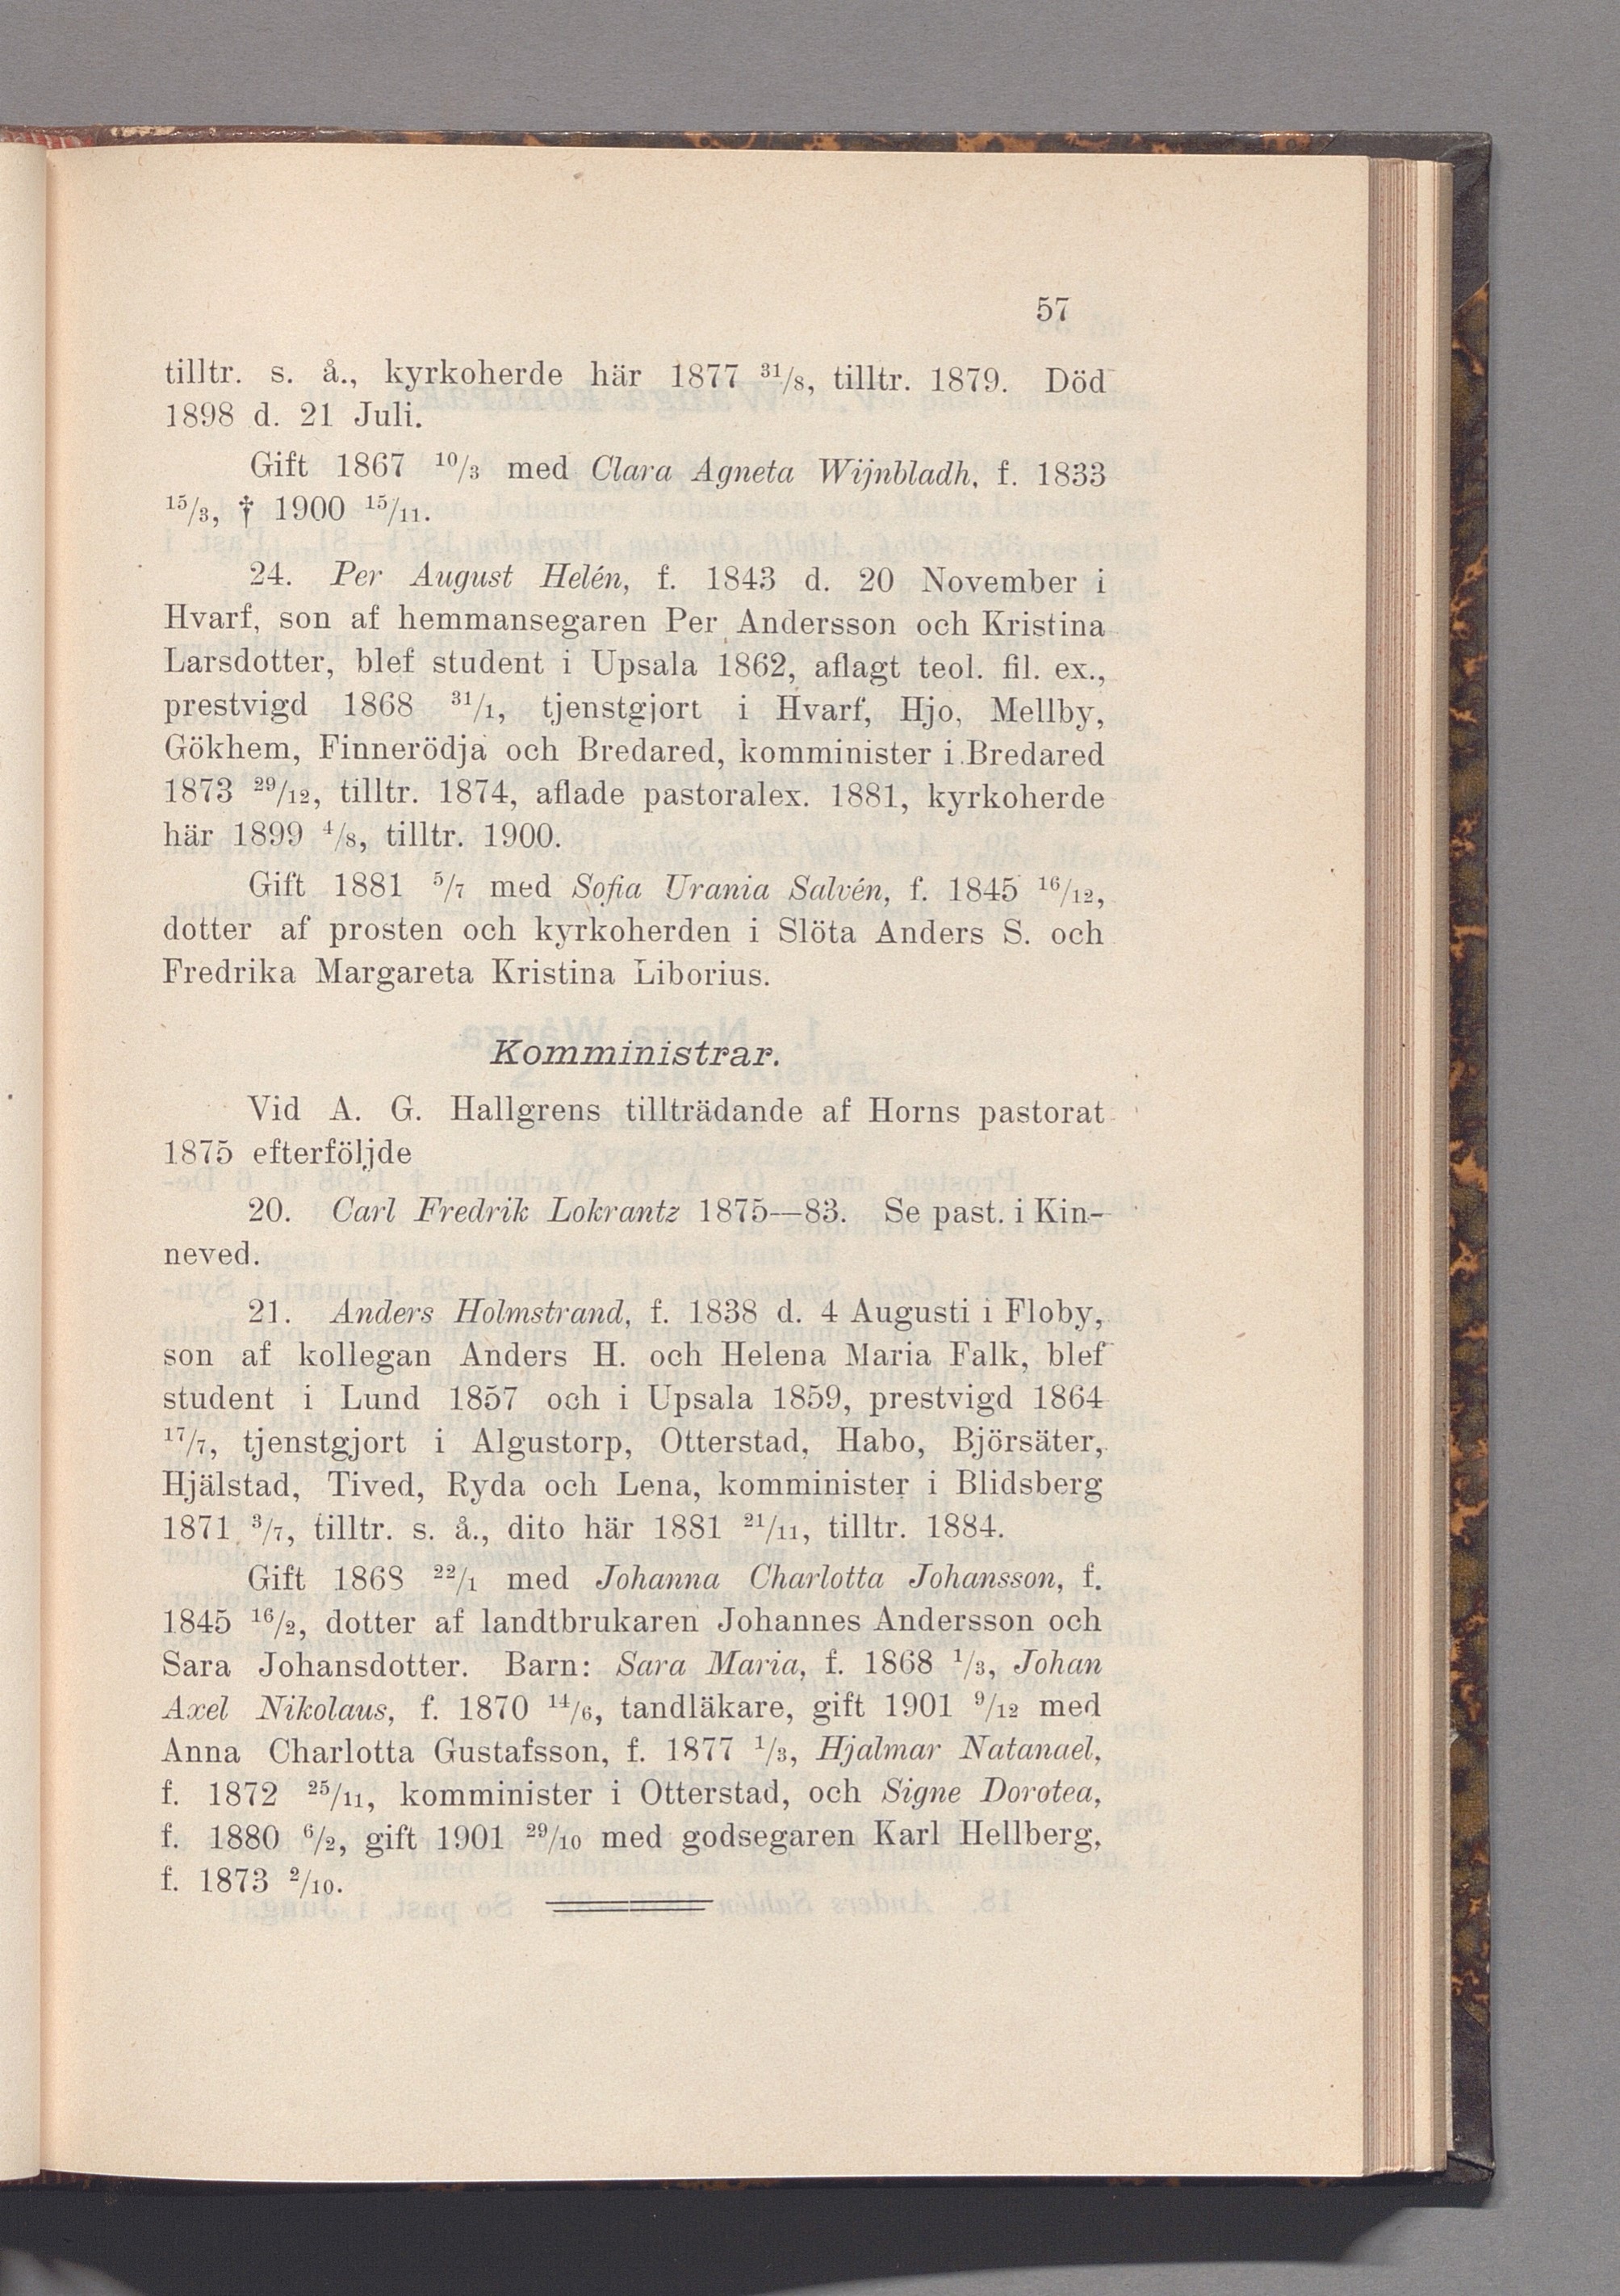 57
tilltr. s. å., kyrkoherde här 1877 ³¹/₈, tilltr. 1879. Död
1898 d. 21 Juli.
Gift 1867 ¹⁰/₃ med Clara Agneta Wijnbladh, f. 1833
¹⁵/₃, † 1900 ¹⁵/₁₁.
24. Per August Helén, f. 1843 d. 20 November i
Hvarf, son af hemmansegaren Per Andersson och Kristina
Larsdotter, blef student i Upsala 1862, aflagt teol. fil. ex.,
prestvigd 1868 ³¹/₁, tjenstgjort i Hvarf, Hjo, Mellby,
Gökhem, Finnerödja och Bredared, komminister i Bredared
1873 ²⁹/₁₂, tilltr. 1874, aflade pastoralex. 1881, kyrkoherde
här 1899 ⁴/₈, tilltr. 1900.
Gift 1881 ⁵/₇ med Sofia Urania Salvén, f. 1845 ¹⁶/₁₂,
dotter af prosten och kyrkoherden i Slöta Anders S. och
Fredrika Margareta Kristina Liborius.
Komministrar.
Vid A. G. Hallgrens tillträdande af Horns pastorat
1875 efterföljde
20. Carl Fredrik Lokrantz 1875—83. Se past. i Kin-
neved.
21. Anders Holmstrand, f. 1838 d. 4 Augusti i Floby,
son af kollegan Anders H. och Helena Maria Falk, blef
student i Lund 1857 och i Upsala 1859, prestvigd 1864
¹⁷/₇, tjenstgjort i Algustorp, Otterstad, Habo, Björsäter,
Hjälstad, Tived, Ryda och Lena, komminister i Blidsberg
1871 ³/₇, tilltr. s. å., dito här 1881 ²¹/₁₁, tilltr. 1884.
Gift 1868 ²²/₁ med Johanna Charlotta Johansson, f.
1845 ¹⁶/₂, dotter af landtbrukaren Johannes Andersson och
Sara Johansdotter. Barn: Sara Maria, f. 1868 ¹/₃, Johan
Axel Nikolaus, f. 1870 ¹⁴/₆, tandläkare, gift 1901 ⁹/₁₂ med
Anna Charlotta Gustafsson, f. 1877 ¹/₃, Hjalmar Natanael,
f. 1872 ²⁵/₁₁, komminister i Otterstad, och Signe Dorotea,
f. 1880 ⁶/₂, gift 1901 ²⁹/₁₀ med godsegaren Karl Hellberg,
f. 1873 ²/₁₀.